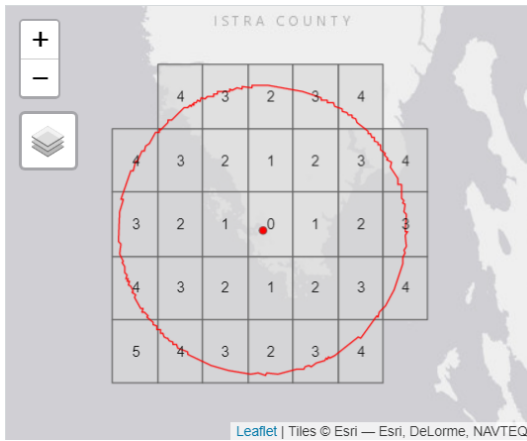 ISTRA COUNTY
+
−
4 3 2 3 4
4 3 2 1 2 3 4
3 2 1 0 1 2 3
4 3 2 1 2 3 4
5 4 3 2 3 4
Leaflet | Tiles © Esri — Esri, DeLorme, NAVTEQ